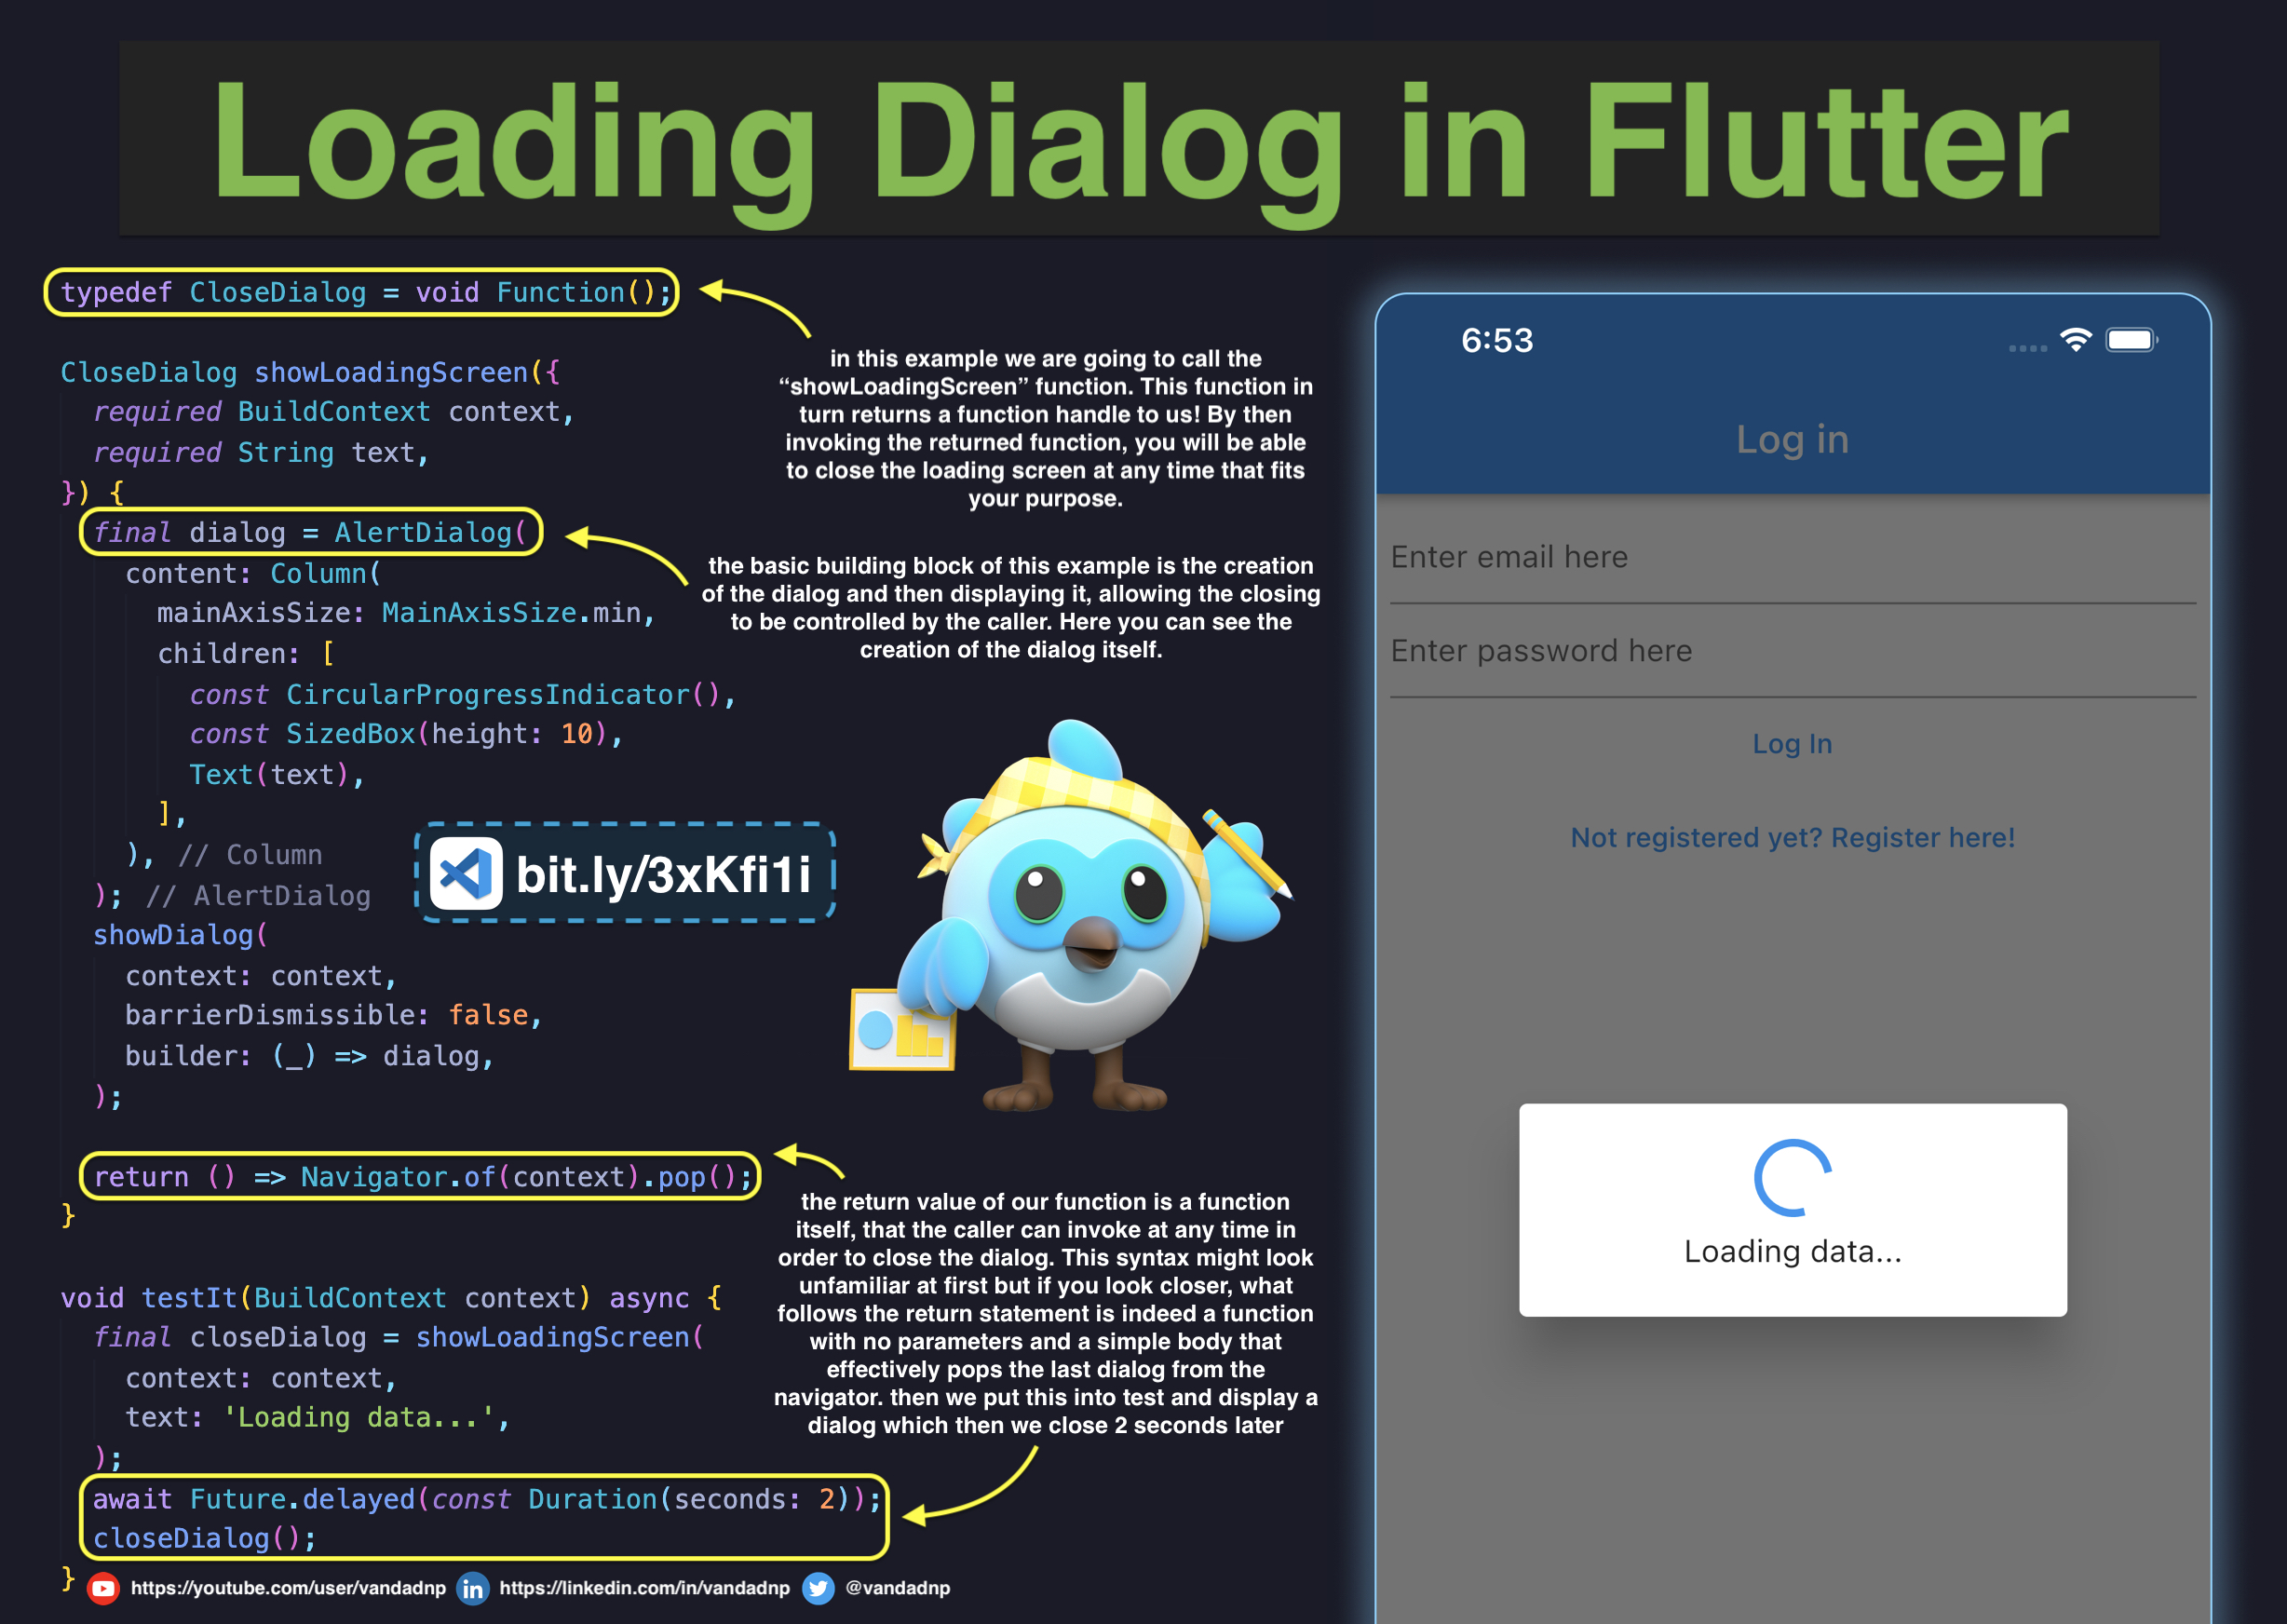 Loading Dialog in Flutter
typedef CloseDialog = void Function();
CloseDialog showLoadingScreen({
required BuildContext context,
required String text,
}) {
final dialog = AlertDialog(
content: Column(
mainAxisSize: MainAxisSize.min,
children: [
const CircularProgressIndicator(),
const SizedBox(height: 10),
Text(text),
],
), // Column
); // AlertDialog
showDialog(
context: context,
barrierDismissible: false,
builder: (_) => dialog,
);
return () => Navigator.of(context).pop();
}
void testIt(BuildContext context) async {
final closeDialog = showLoadingScreen(
context: context,
text: 'Loading data...',
);
await Future.delayed(const Duration(seconds: 2));
closeDialog();
}
in this example we are going to call the
“showLoadingScreen” function. This function in
turn returns a function handle to us! By then
invoking the returned function, you will be able
to close the loading screen at any time that fits
your purpose.
the basic building block of this example is the creation
of the dialog and then displaying it, allowing the closing
to be controlled by the caller. Here you can see the
creation of the dialog itself.
bit.ly/3xKfi1i
the return value of our function is a function
itself, that the caller can invoke at any time in
order to close the dialog. This syntax might look
unfamiliar at first but if you look closer, what
follows the return statement is indeed a function
with no parameters and a simple body that
effectively pops the last dialog from the
navigator. then we put this into test and display a
dialog which then we close 2 seconds later
https://youtube.com/user/vandadnp
https://linkedin.com/in/vandadnp
@vandadnp
6:53
Log in
Enter email here
Enter password here
Log In
Not registered yet? Register here!
Loading data...